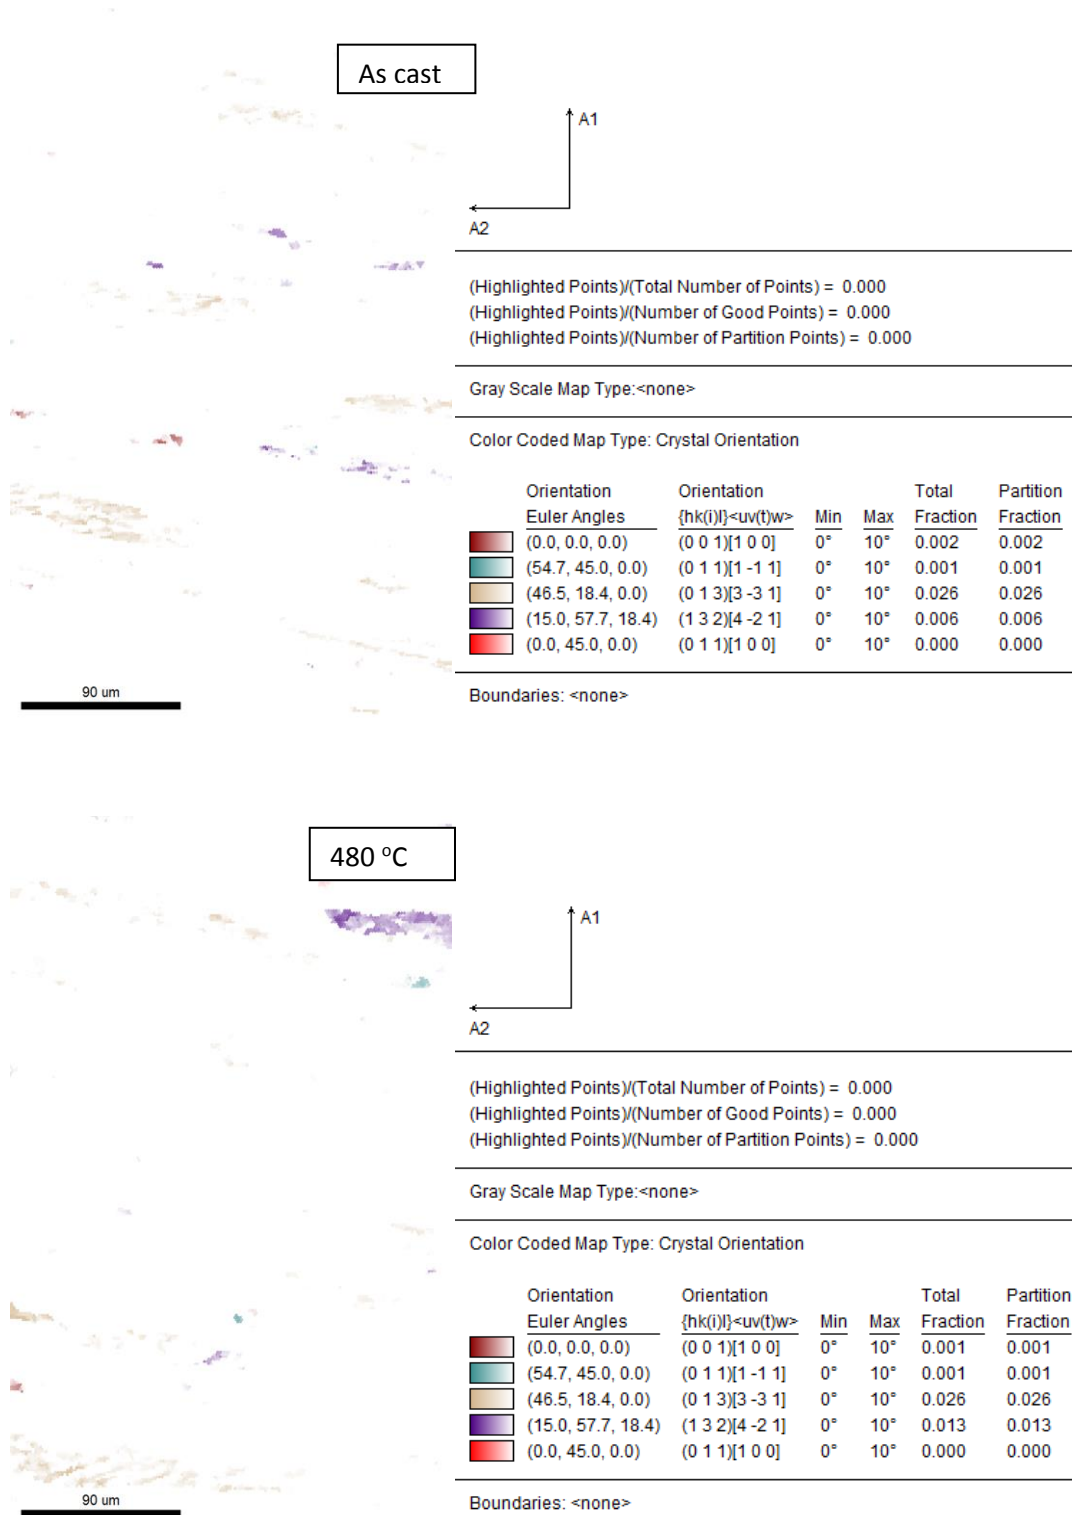 As cast
A1
A2
(Highlighted Points)/(Total Number of Points) = 0.000
(Highlighted Points)/(Number of Good Points) = 0.000
(Highlighted Points)/(Number of Partition Points) = 0.000
Gray Scale Map Type:<none>
Color Coded Map Type: Crystal Orientation
Orientation Orientation Total Partition
Euler Angles {hk(i)l}<uv(t)w> Min Max Fraction Fraction
(0.0, 0.0, 0.0) (0 0 1)[1 0 0] 0° 10° 0.002 0.002
(54.7, 45.0, 0.0) (0 1 1)[1 -1 1] 0° 10° 0.001 0.001
(46.5, 18.4, 0.0) (0 1 3)[3 -3 1] 0° 10° 0.026 0.026
(15.0, 57.7, 18.4) (1 3 2)[4 -2 1] 0° 10° 0.006 0.006
(0.0, 45.0, 0.0) (0 1 1)[1 0 0] 0° 10° 0.000 0.000
90 um
Boundaries: <none>
480 °C
A1
A2
(Highlighted Points)/(Total Number of Points) = 0.000
(Highlighted Points)/(Number of Good Points) = 0.000
(Highlighted Points)/(Number of Partition Points) = 0.000
Gray Scale Map Type:<none>
Color Coded Map Type: Crystal Orientation
Orientation Orientation Total Partition
Euler Angles {hk(i)l}<uv(t)w> Min Max Fraction Fraction
(0.0, 0.0, 0.0) (0 0 1)[1 0 0] 0° 10° 0.001 0.001
(54.7, 45.0, 0.0) (0 1 1)[1 -1 1] 0° 10° 0.001 0.001
(46.5, 18.4, 0.0) (0 1 3)[3 -3 1] 0° 10° 0.026 0.026
(15.0, 57.7, 18.4) (1 3 2)[4 -2 1] 0° 10° 0.013 0.013
(0.0, 45.0, 0.0) (0 1 1)[1 0 0] 0° 10° 0.000 0.000
90 um
Boundaries: <none>